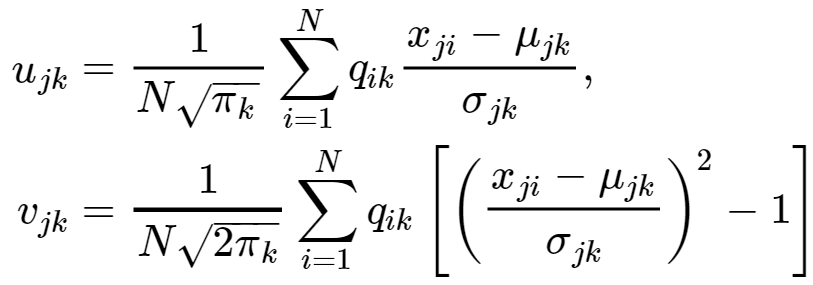 u_{jk} = \frac{1}{N\sqrt{\pi_k}} \sum_{i=1}^{N} q_{ik} \frac{x_{ji} - \mu_{jk}}{\sigma_{jk}},
v_{jk} = \frac{1}{N\sqrt{2\pi_k}} \sum_{i=1}^{N} q_{ik} \left[ \left( \frac{x_{ji} - \mu_{jk}}{\sigma_{jk}} \right)^2 - 1 \right]